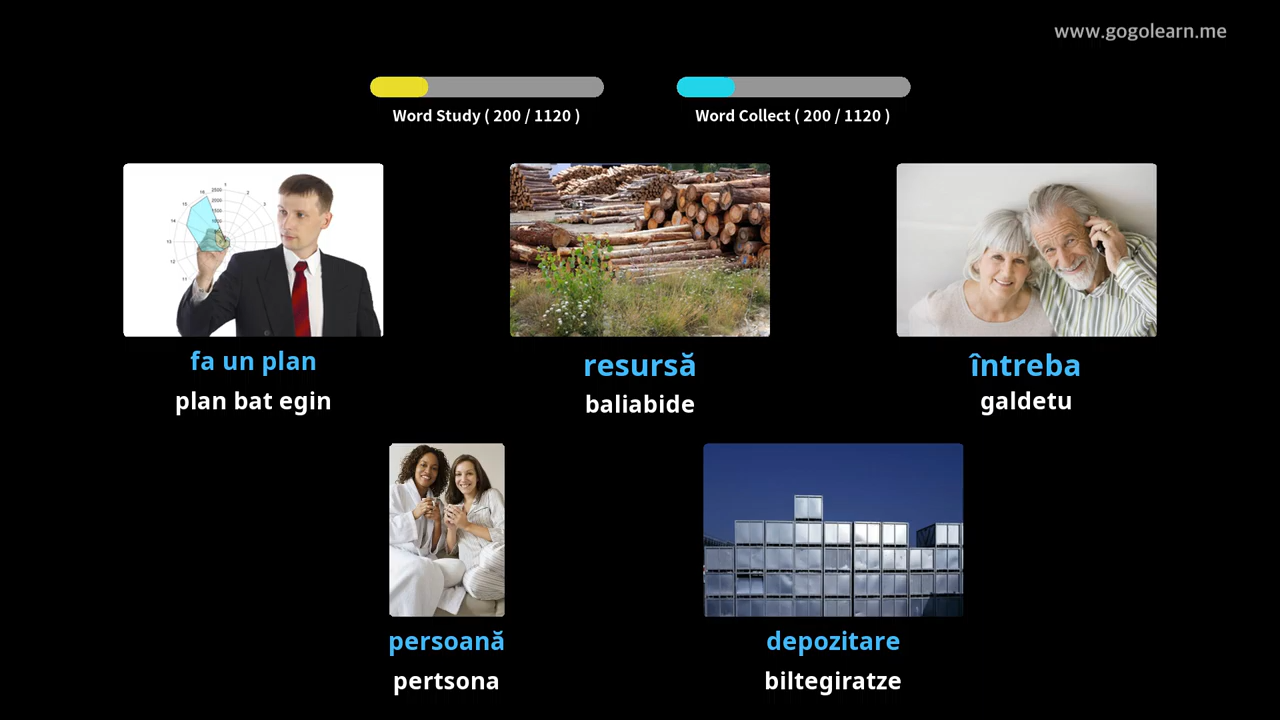 www.gogolearn.me
Word Study ( 200 / 1120 )
Word Collect ( 200 / 1120 )
fa un plan
plan bat egin
resursă
baliabide
întreba
galdetu
persoană
pertsona
depozitare
biltegiratze